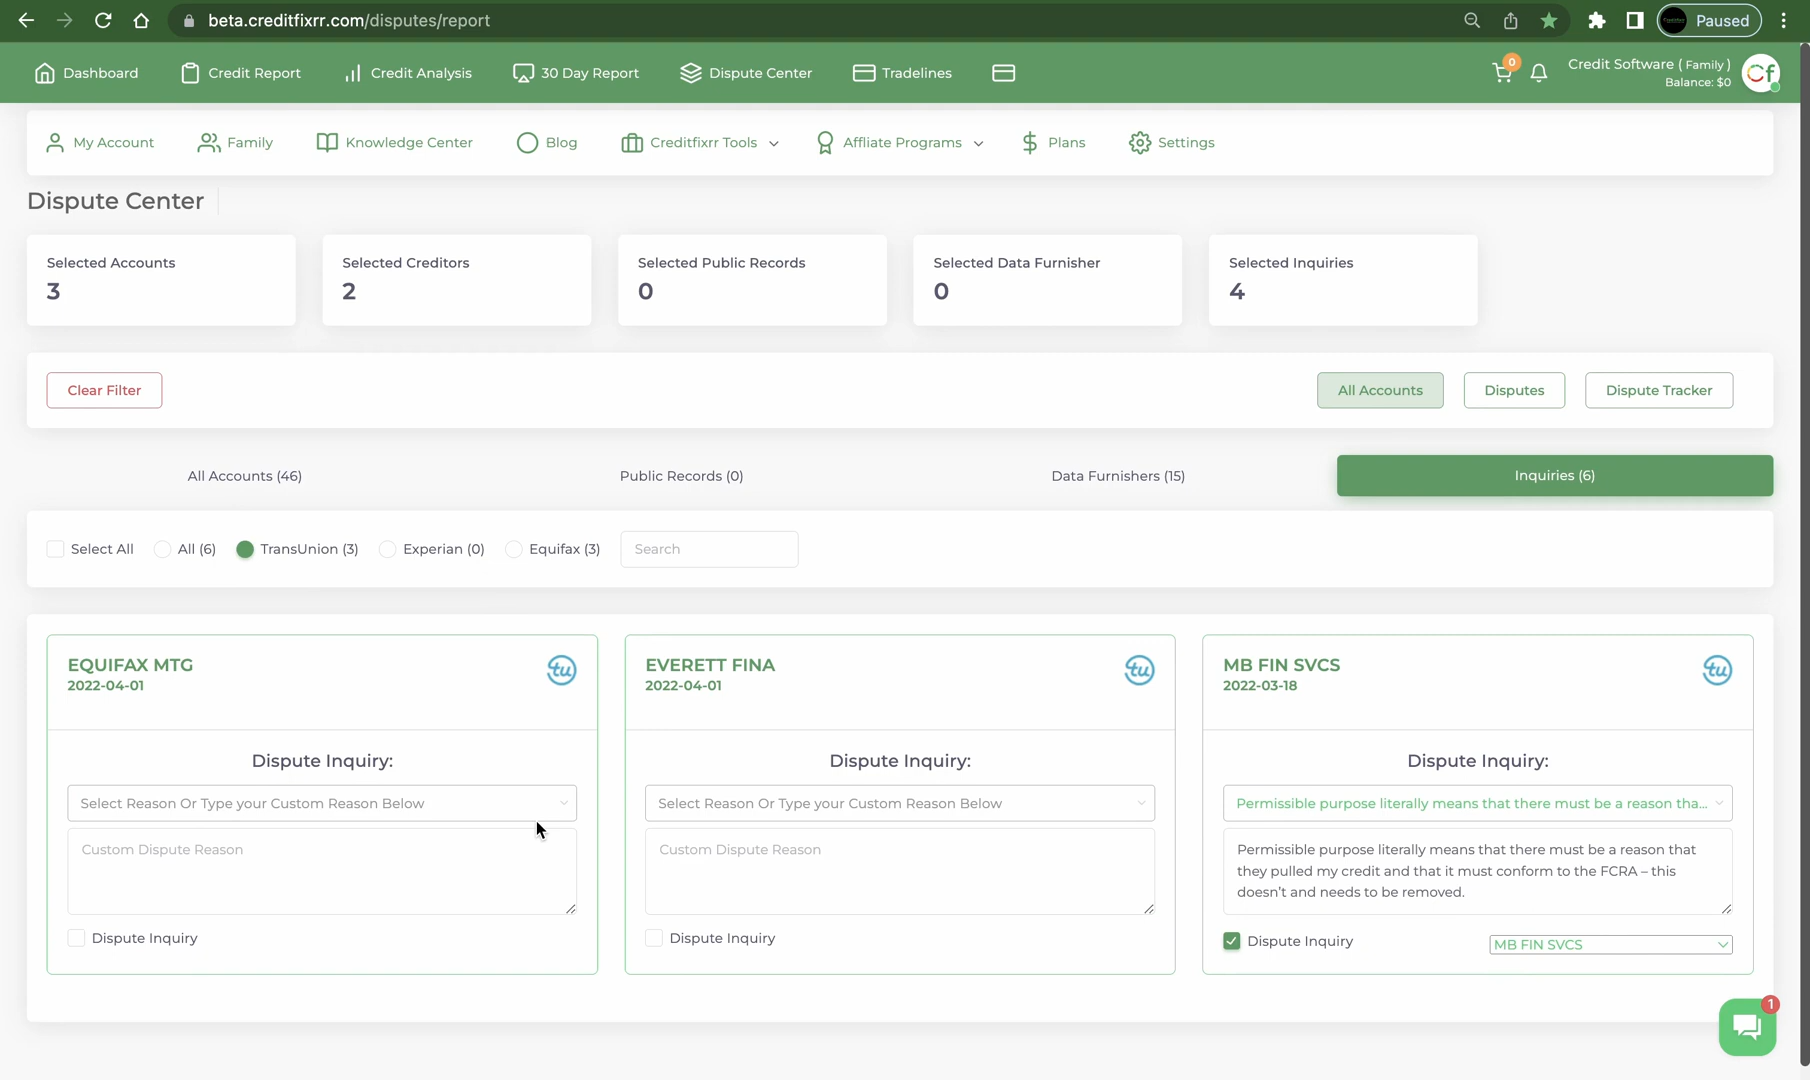 beta.creditfixrr.com/disputes/report
Paused
Dashboard
Credit Report
Credit Analysis
30 Day Report
Dispute Center
Tradelines
0
Credit Software ( Family )
Balance: $0
Cf
My Account
Family
Knowledge Center
Blog
Creditfixrr Tools
Affliate Programs
Plans
Settings
Dispute Center
Selected Accounts
3
Selected Creditors
2
Selected Public Records
0
Selected Data Furnisher
0
Selected Inquiries
4
Clear Filter
All Accounts
Disputes
Dispute Tracker
All Accounts (46)
Public Records (0)
Data Furnishers (15)
Inquiries (6)
Select All
All (6)
TransUnion (3)
Experian (0)
Equifax (3)
Search
EQUIFAX MTG
2022-04-01
tu
Dispute Inquiry:
Select Reason Or Type your Custom Reason Below
Custom Dispute Reason
Dispute Inquiry
EVERETT FINA
2022-04-01
tu
Dispute Inquiry:
Select Reason Or Type your Custom Reason Below
Custom Dispute Reason
Dispute Inquiry
MB FIN SVCS
2022-03-18
tu
Dispute Inquiry:
Permissible purpose literally means that there must be a reason tha...
Permissible purpose literally means that there must be a reason that
they pulled my credit and that it must conform to the FCRA – this
doesn't and needs to be removed.
Dispute Inquiry
MB FIN SVCS
1